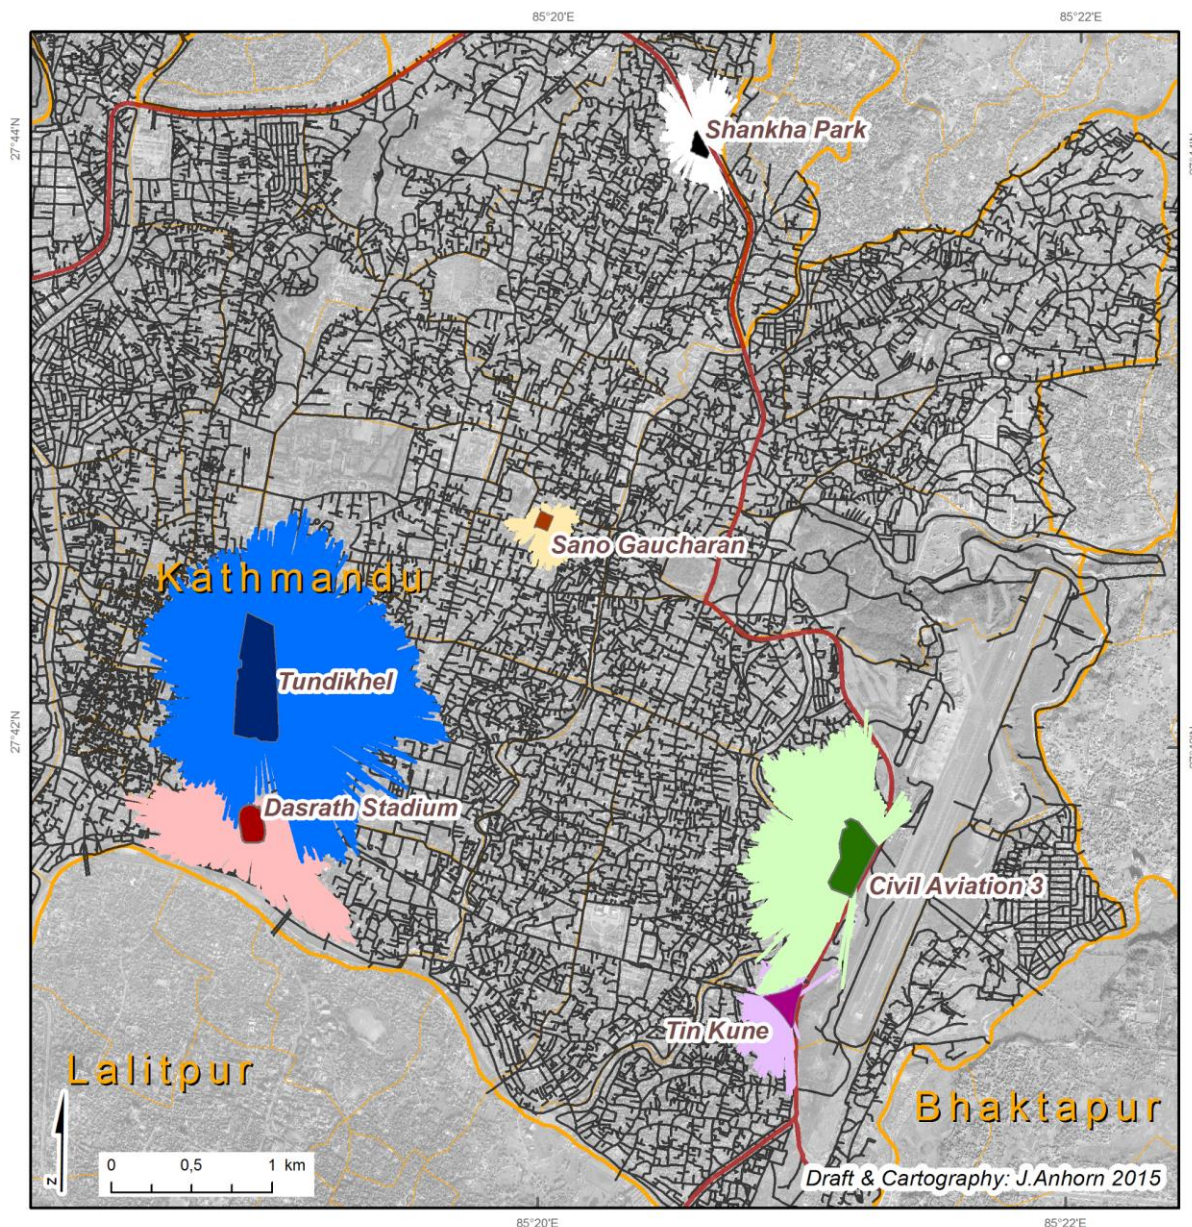 85°20'E
85°22'E
27°44'N
Shankha Park
Sano Gaucharan
Kathmandu
Tundikhel
27°42'N
Dasrath Stadium
Civil Aviation 3
Tin Kune
Lalitpur
Bhaktapur
N
0 0,5 1 km
Draft & Cartography: J.Anhorn 2015
85°20'E
85°22'E